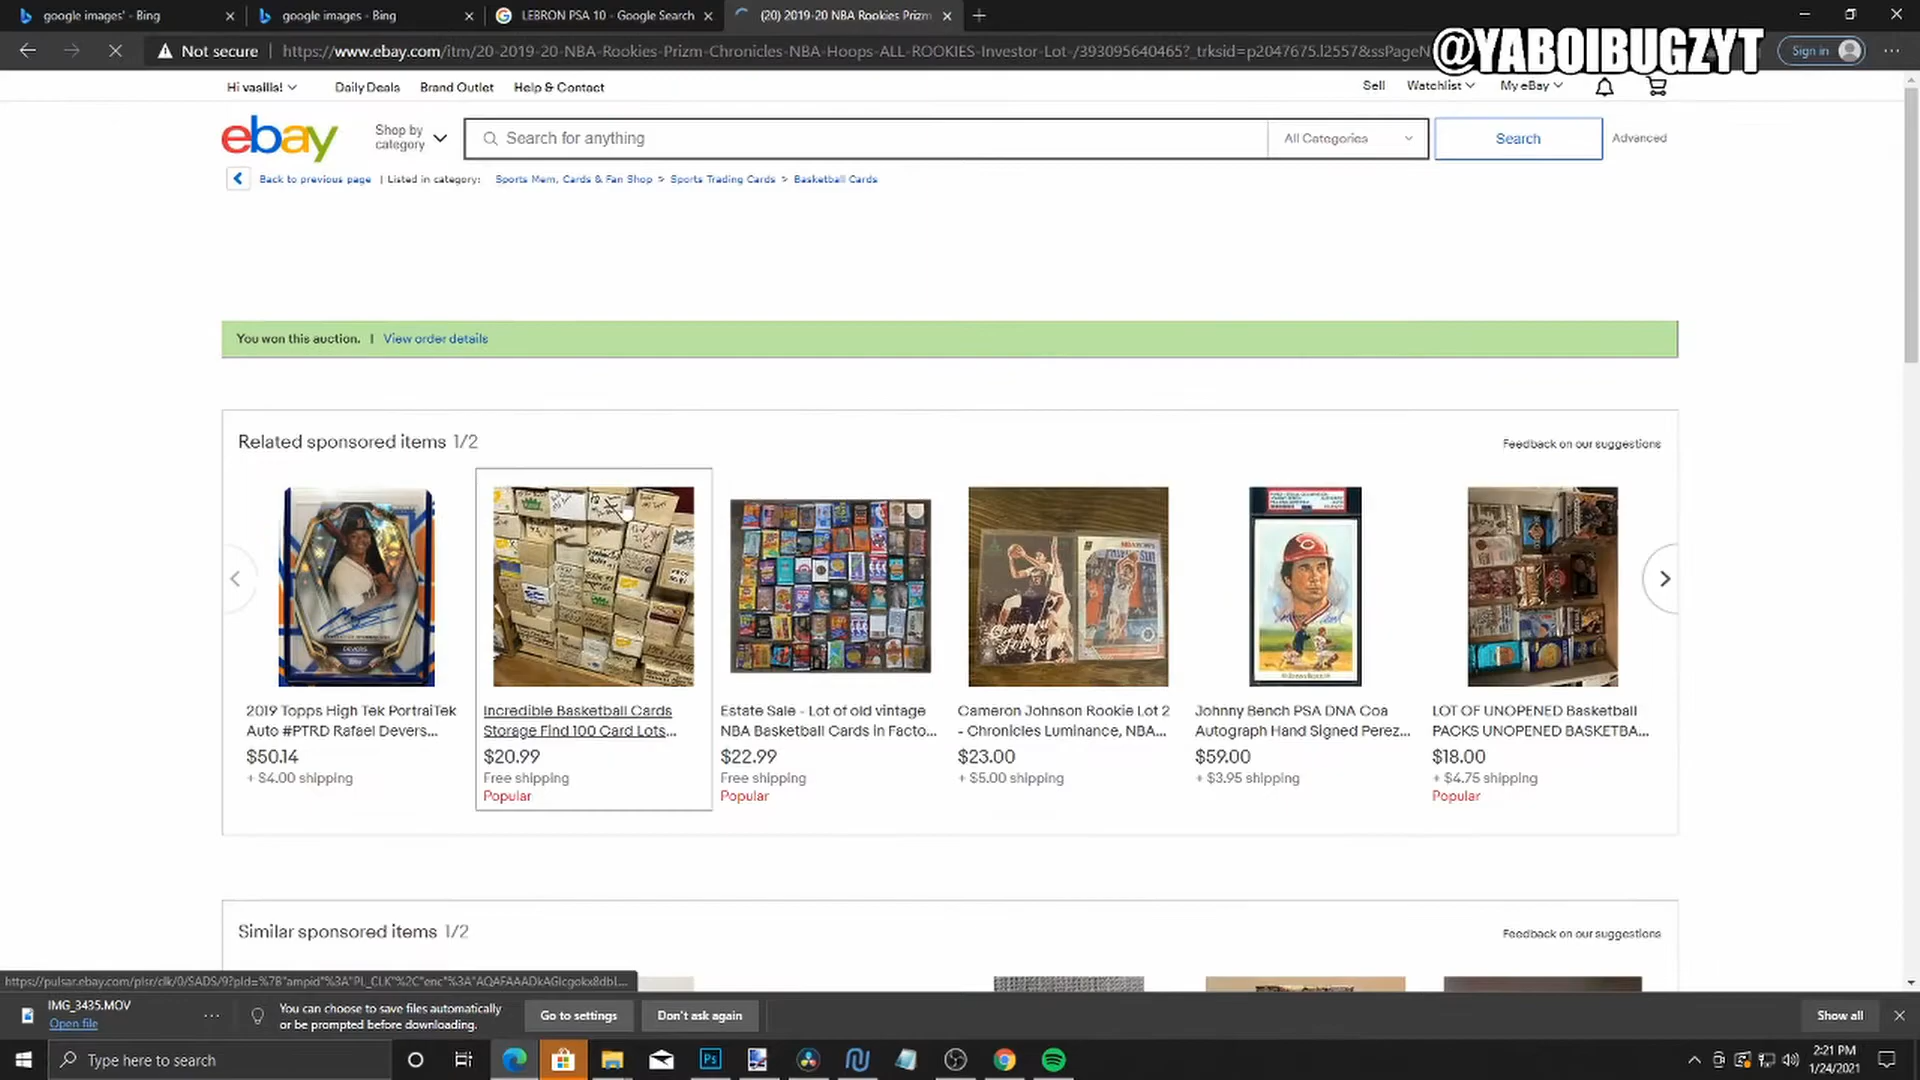 google images' - Bing
google images - Bing
LEBRON PSA 10 - Google Search
(20) 2019-20 NBA Rookies Prizm
Not secure
https://www.ebay.com/itm/20-2019-20-NBA-Rookies-Prizm-Chronicles-NBA-Hoops-ALL-ROOKIES-Investor-Lot-/393095640465?_trksid=p2047675.l2557&ssPageN
@YABOIBUGZYT
Sign in
Hi vasilis!
Daily Deals
Brand Outlet
Help & Contact
Sell
Watchlist
My eBay
ebay
Shop by
category
Search for anything
All Categories
Search
Advanced
Back to previous page | Listed in category: Sports Mem, Cards & Fan Shop > Sports Trading Cards > Basketball Cards
You won this auction. | View order details
Related sponsored items 1/2
Feedback on our suggestions
2019 Topps High Tek PortraiTek
Auto #PTRD Rafael Devers...
$50.14
+ $4.00 shipping
Incredible Basketball Cards
Storage Find 100 Card Lots...
$20.99
Free shipping
Popular
Estate Sale - Lot of old vintage
NBA Basketball Cards in Facto...
$22.99
Free shipping
Popular
Cameron Johnson Rookie Lot 2
- Chronicles Luminance, NBA...
$23.00
+ $5.00 shipping
Johnny Bench PSA DNA Coa
Autograph Hand Signed Perez...
$59.00
+ $3.95 shipping
LOT OF UNOPENED Basketball
PACKS UNOPENED BASKETBA...
$18.00
+ $4.75 shipping
Popular
Similar sponsored items 1/2
Feedback on our suggestions
IMG_3435.MOV
Open file
You can choose to save files automatically
or be prompted before downloading.
Go to settings
Don't ask again
Show all
Type here to search
Ps
2:21 PM
1/24/2021